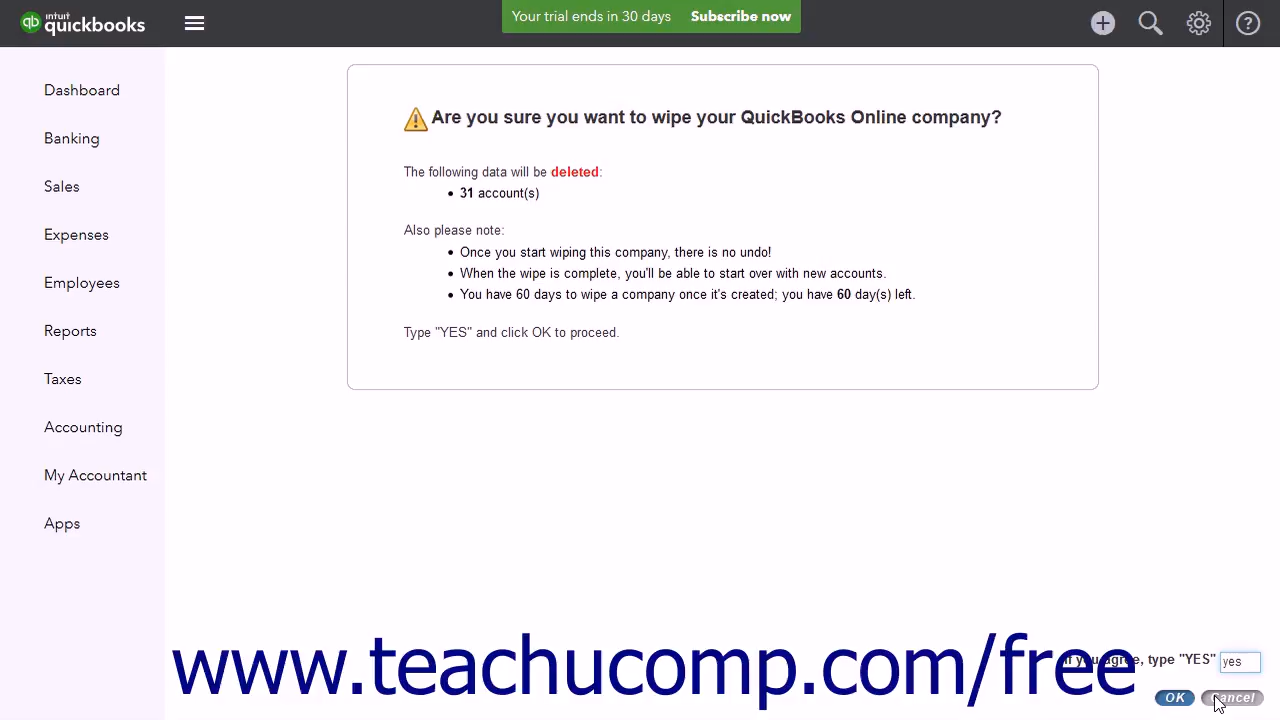 intuit
quickbooks
Your trial ends in 30 days Subscribe now
Dashboard
Banking
Sales
Expenses
Employees
Reports
Taxes
Accounting
My Accountant
Apps
Are you sure you want to wipe your QuickBooks Online company?
The following data will be deleted:
• 31 account(s)
Also please note:
• Once you start wiping this company, there is no undo!
• When the wipe is complete, you'll be able to start over with new accounts.
• You have 60 days to wipe a company once it's created; you have 60 day(s) left.
Type "YES" and click OK to proceed.
If you agree, type "YES" yes
www.teachucomp.com/free
OK Cancel